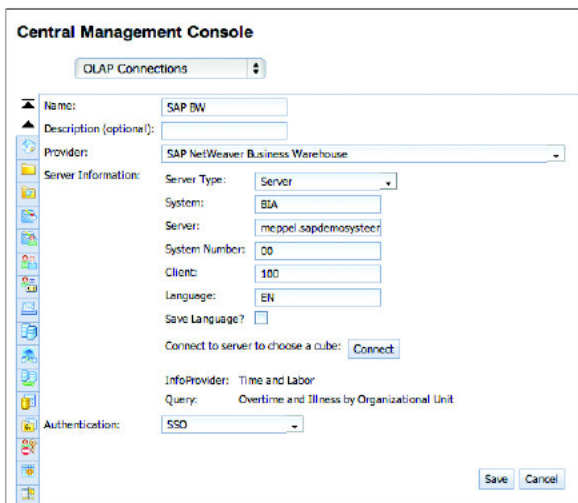 Central Management Console
OLAP Connections
Name: SAP BW
Description (optional):
Provider: SAP NetWeaver Business Warehouse
Server Information: Server Type: Server
System: BIA
Server: meppel.sapdemosysteer
System Number: 00
Client: 100
Language: EN
Save Language?
Connect to server to choose a cube: Connect
InfoProvider: Time and Labor
Query: Overtime and Illness by Organizational Unit
Authentication: SSO
Save Cancel